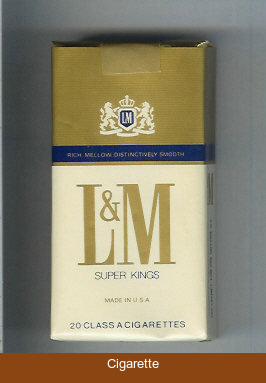 LM
RICH, MELLOW, DISTINCTIVELY SMOOTH
L&M
SUPER KINGS
MADE IN U.S.A.
20 CLASS A CIGARETTES
Cigarette